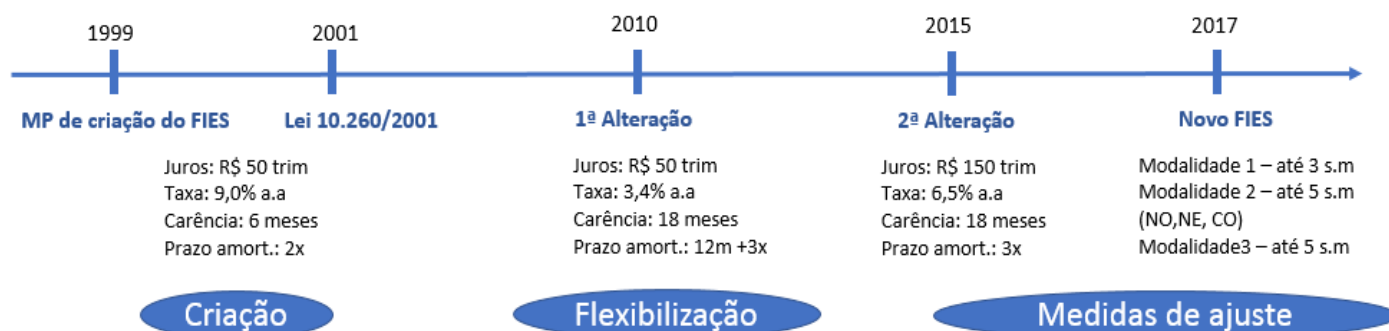 1999
2001
2010
2015
2017
MP de criação do FIES
Lei 10.260/2001
1ª Alteração
2ª Alteração
Novo FIES
Juros: R$ 50 trim
Taxa: 9,0% a.a
Carência: 6 meses
Prazo amort.: 2x
Juros: R$ 50 trim
Taxa: 3,4% a.a
Carência: 18 meses
Prazo amort.: 12m +3x
Juros: R$ 150 trim
Taxa: 6,5% a.a
Carência: 18 meses
Prazo amort.: 3x
Modalidade 1 – até 3 s.m
Modalidade 2 – até 5 s.m
(NO,NE, CO)
Modalidade3 – até 5 s.m
Criação
Flexibilização
Medidas de ajuste